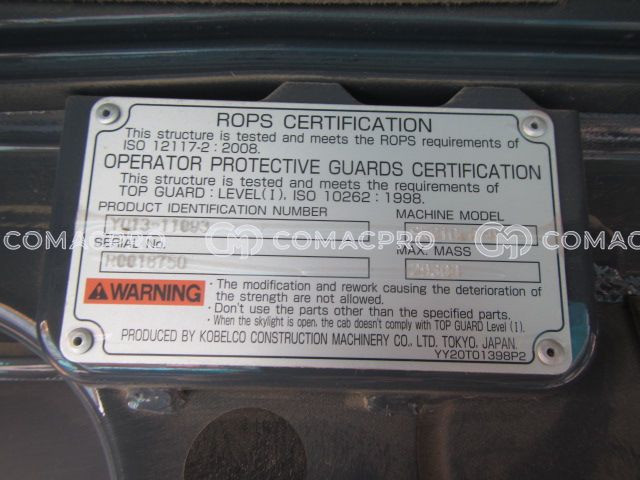 ROPS CERTIFICATION
This structure is tested and meets the ROPS requirements of
ISO 12117-2 : 2008.
OPERATOR PROTECTIVE GUARDS CERTIFICATION
This structure is tested and meets the requirements of
TOP GUARD : LEVEL(I), ISO 10262 : 1998.
PRODUCT IDENTIFICATION NUMBER
MACHINE MODEL
YQ13-11093
COMACPRO COMACPRO COMACPRO
SERIAL No.
MAX. MASS
R0018750
WARNING
• The modification and rework causing the deterioration of
the strength are not allowed.
• Don't use the parts other than the specified parts.
• When the skylight is open, the cab doesn't comply with TOP GUARD Level (I).
PRODUCED BY KOBELCO CONSTRUCTION MACHINERY CO., LTD. TOKYO, JAPAN.
YY20T01398P2